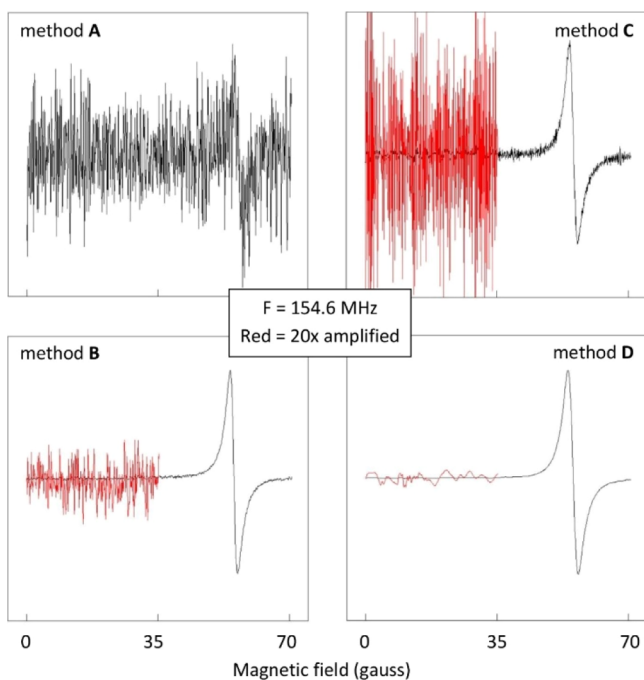 method A
method C
F = 154.6 MHz
Red = 20x amplified
method B
method D
0
35
70
0
35
70
Magnetic field (gauss)